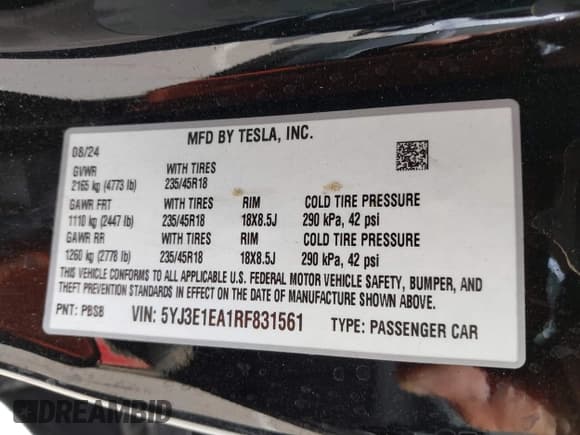 MFD BY TESLA, INC.
08/24
GVWR WITH TIRES
2165 kg (4773 lb) 235/45R18
GAWR FRT WITH TIRES RIM COLD TIRE PRESSURE
1110 kg (2447 lb) 235/45R18 18X8.5J 290 kPa, 42 psi
GAWR RR WITH TIRES RIM COLD TIRE PRESSURE
1260 kg (2778 lb) 235/45R18 18X8.5J 290 kPa, 42 psi
THIS VEHICLE CONFORMS TO ALL APPLICABLE U.S. FEDERAL MOTOR VEHICLE SAFETY, BUMPER, AND
THEFT PREVENTION STANDARDS IN EFFECT ON THE DATE OF MANUFACTURE SHOWN ABOVE.
PNT: PBSB VIN: 5YJ3E1EA1RF831561 TYPE: PASSENGER CAR
DREAMBID